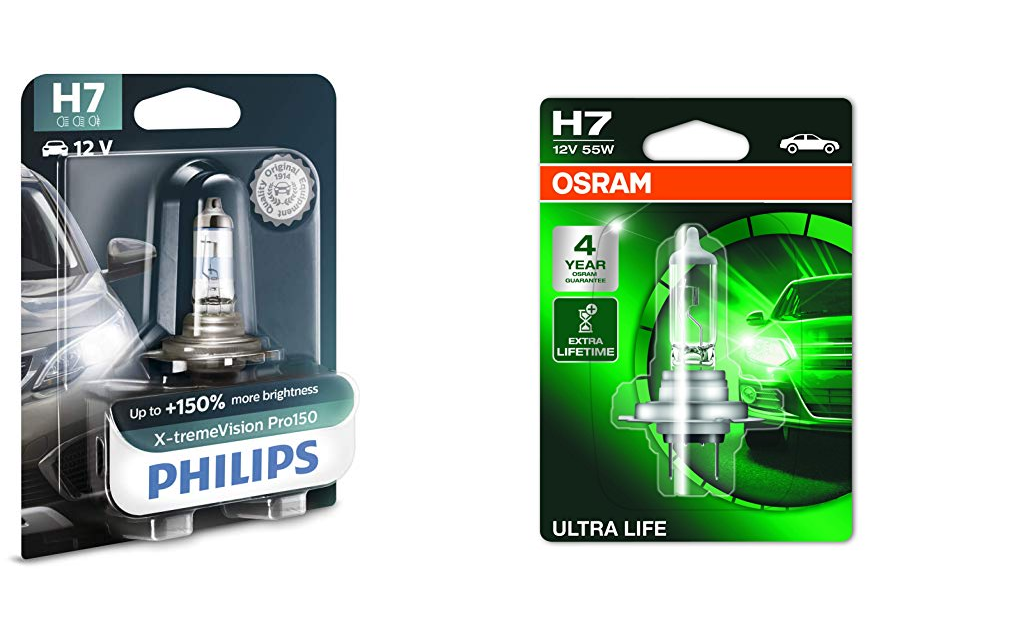 H7
12 V
Original
Equipment
Quality
1914
Up to +150% more brightness
X-tremeVision Pro150
PHILIPS
H7
12V 55W
OSRAM
4
YEAR
OSRAM
GUARANTEE
EXTRA
LIFETIME
ULTRA LIFE